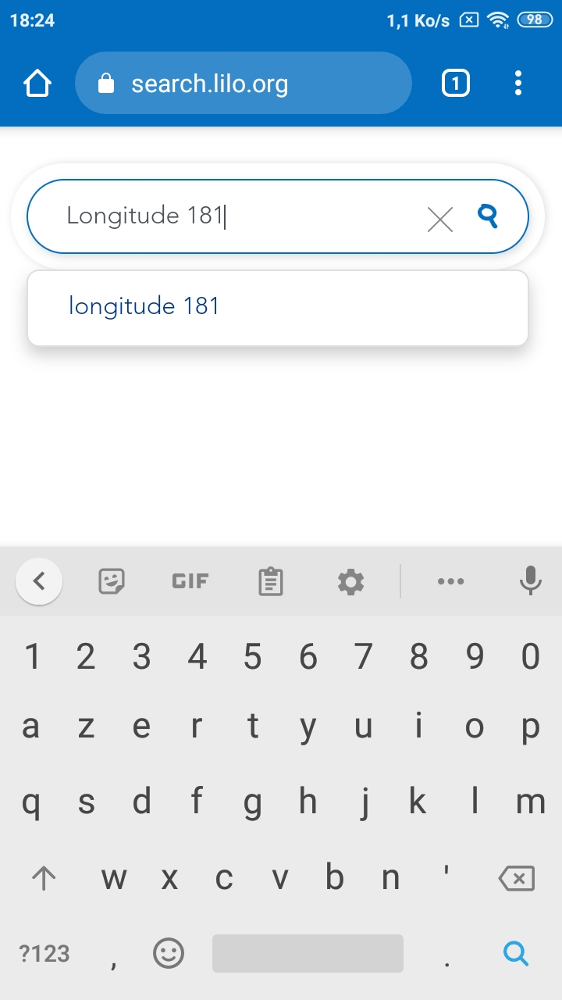 18:24 1,1 Ko/s 98
search.lilo.org 1
Longitude 181
longitude 181
GIF
1 2 3 4 5 6 7 8 9 0
a z e r t y u i o p
q s d f g h j k l m
w x c v b n '
?123 , .